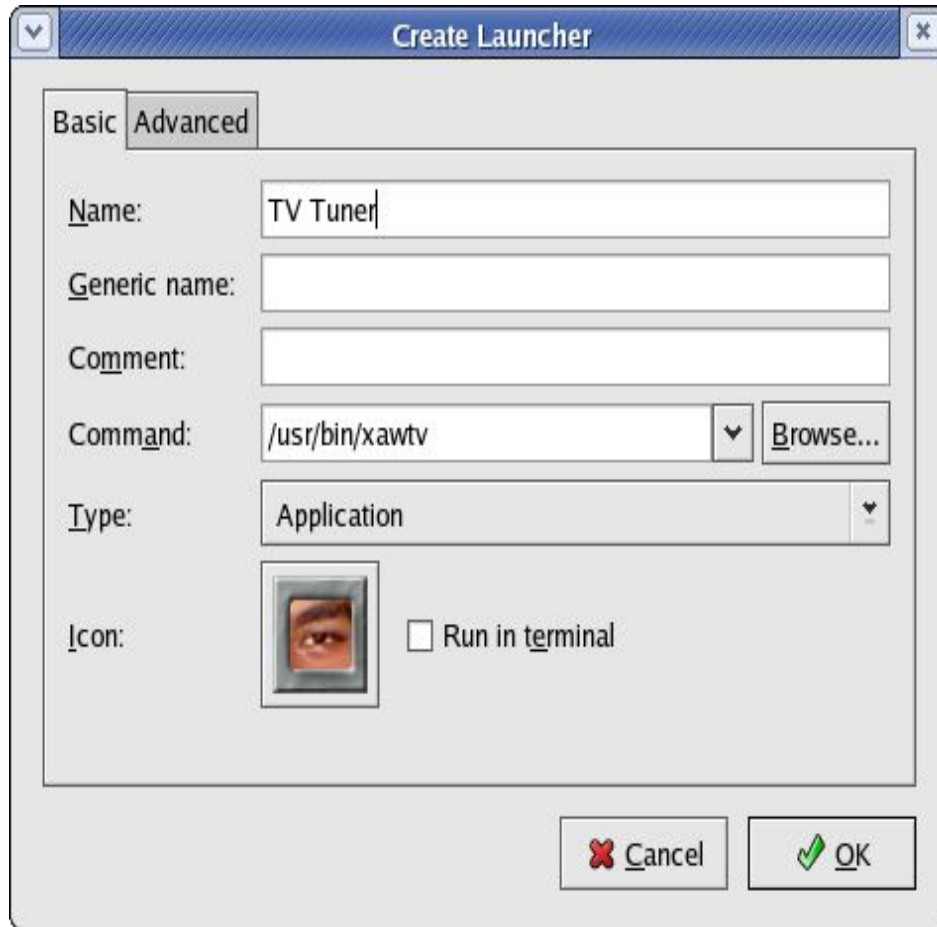 Create Launcher
Basic Advanced
Name: TV Tuner
Generic name:
Comment:
Command: /usr/bin/xawtv Browse...
Type: Application
Icon: Run in terminal
Cancel OK